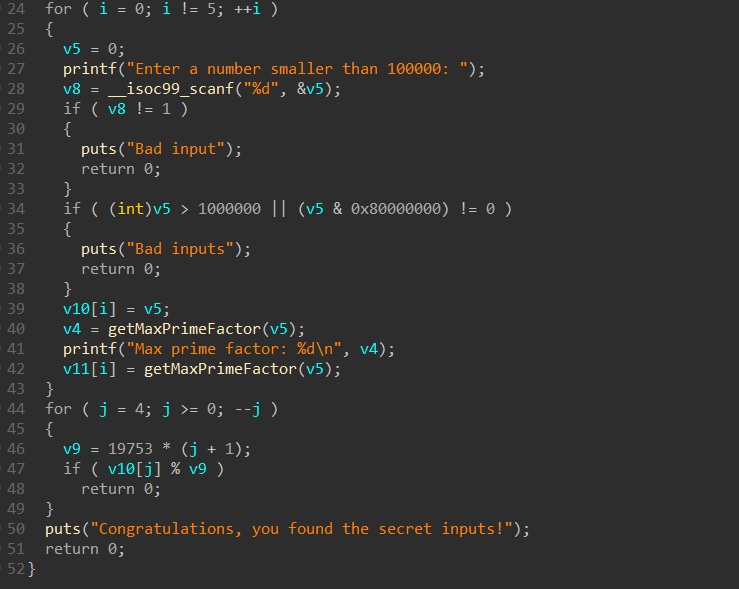 24 for ( i = 0; i != 5; ++i )
25 {
26 v5 = 0;
27 printf("Enter a number smaller than 100000: ");
28 v8 = __isoc99_scanf("%d", &v5);
29 if ( v8 != 1 )
30 {
31 puts("Bad input");
32 return 0;
33 }
34 if ( (int)v5 > 1000000 || (v5 & 0x80000000) != 0 )
35 {
36 puts("Bad inputs");
37 return 0;
38 }
39 v10[i] = v5;
40 v4 = getMaxPrimeFactor(v5);
41 printf("Max prime factor: %d\n", v4);
42 v11[i] = getMaxPrimeFactor(v5);
43 }
44 for ( j = 4; j >= 0; --j )
45 {
46 v9 = 19753 * (j + 1);
47 if ( v10[j] % v9 )
48 return 0;
49 }
50 puts("Congratulations, you found the secret inputs!");
51 return 0;
52 }